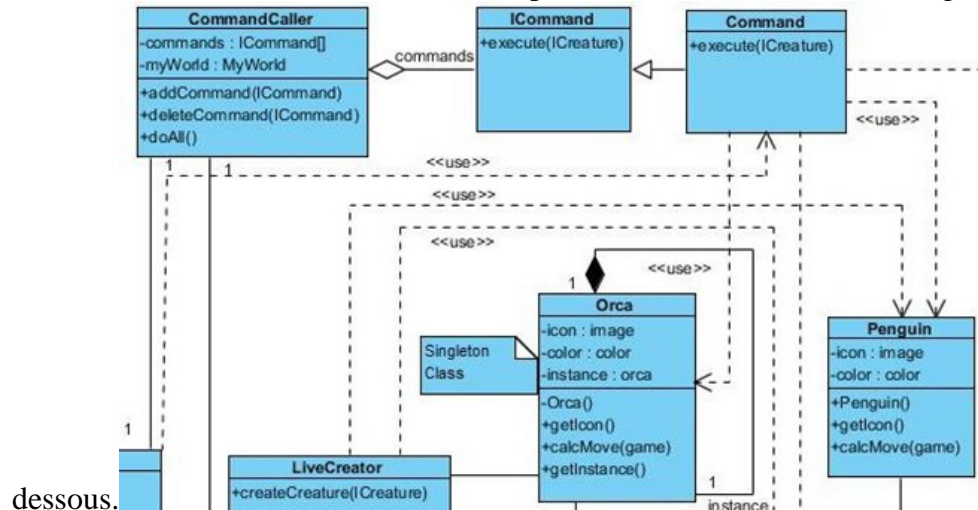 CommandCaller
-commands : ICommand[]
-myWorld : MyWorld
+addCommand(ICommand)
+deleteCommand(ICommand)
+doAll()
commands
ICommand
+execute(ICreature)
Command
+execute(ICreature)
<<use>>
1
1
<<use>>
<<use>>
<<use>>
<<use>>
1
Orca
-icon : image
-color : color
-instance : orca
-Orca()
+getIcon()
+calcMove(game)
+getInstance()
Singleton
Class
Penguin
-icon : image
-color : color
+Penguin()
+getIcon()
+calcMove(game)
1
LiveCreator
+createCreature(ICreature)
1
instance
dessous.